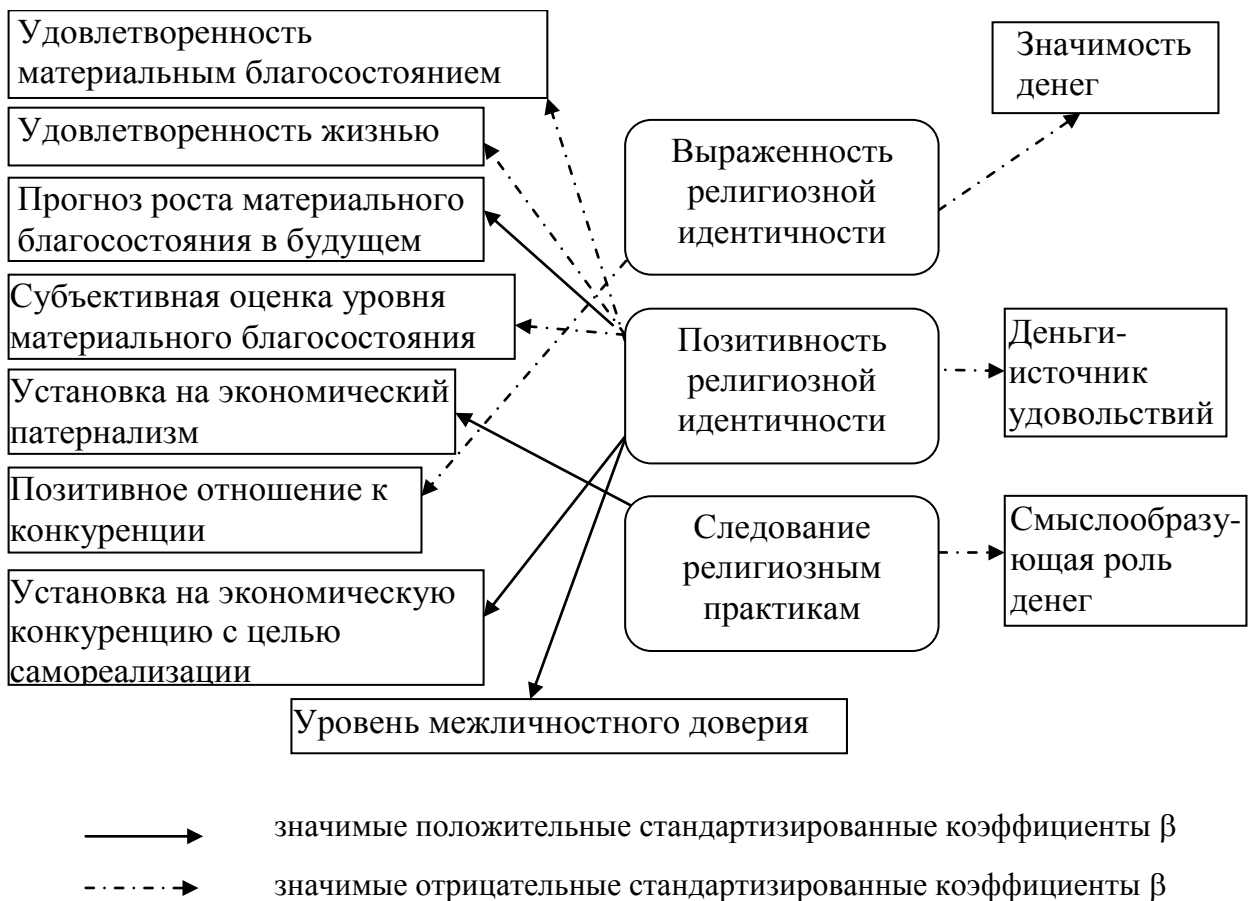 Удовлетворенность
материальным благосостоянием
Удовлетворенность жизнью
Прогноз роста материального
благосостояния в будущем
Субъективная оценка уровня
материального благосостояния
Установка на экономический
патернализм
Позитивное отношение к
конкуренции
Установка на экономическую
конкуренцию с целью
самореализации
Уровень межличностного доверия
Выраженность
религиозной
идентичности
Позитивность
религиозной
идентичности
Следование
религиозным
практикам
Значимость
денег
Деньги-
источник
удовольствий
Смыслообразу-
ющая роль
денег
значимые положительные стандартизированные коэффициенты β
значимые отрицательные стандартизированные коэффициенты β